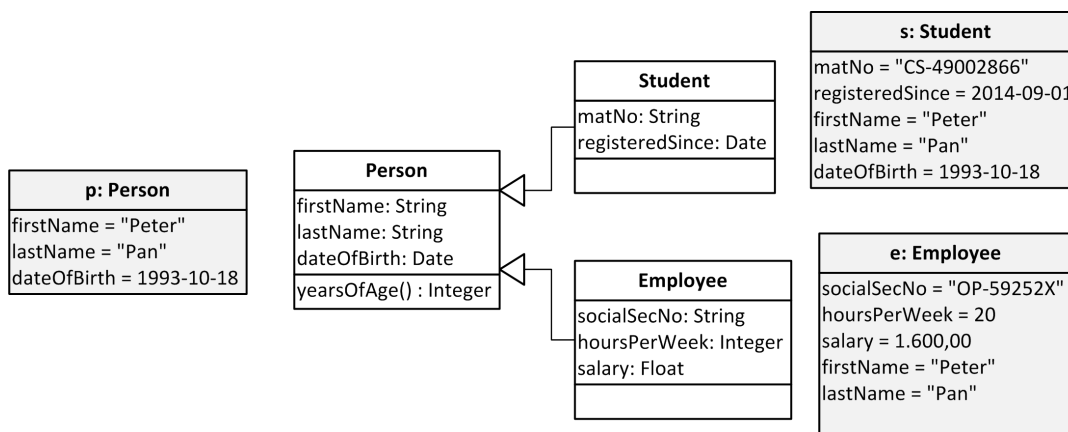 p: Person
firstName = "Peter"
lastName = "Pan"
dateOfBirth = 1993-10-18
Person
firstName: String
lastName: String
dateOfBirth: Date
yearsOfAge() : Integer
Student
matNo: String
registeredSince: Date
Employee
socialSecNo: String
hoursPerWeek: Integer
salary: Float
s: Student
matNo = "CS-49002866"
registeredSince = 2014-09-01
firstName = "Peter"
lastName = "Pan"
dateOfBirth = 1993-10-18
e: Employee
socialSecNo = "OP-59252X"
hoursPerWeek = 20
salary = 1.600,00
firstName = "Peter"
lastName = "Pan"